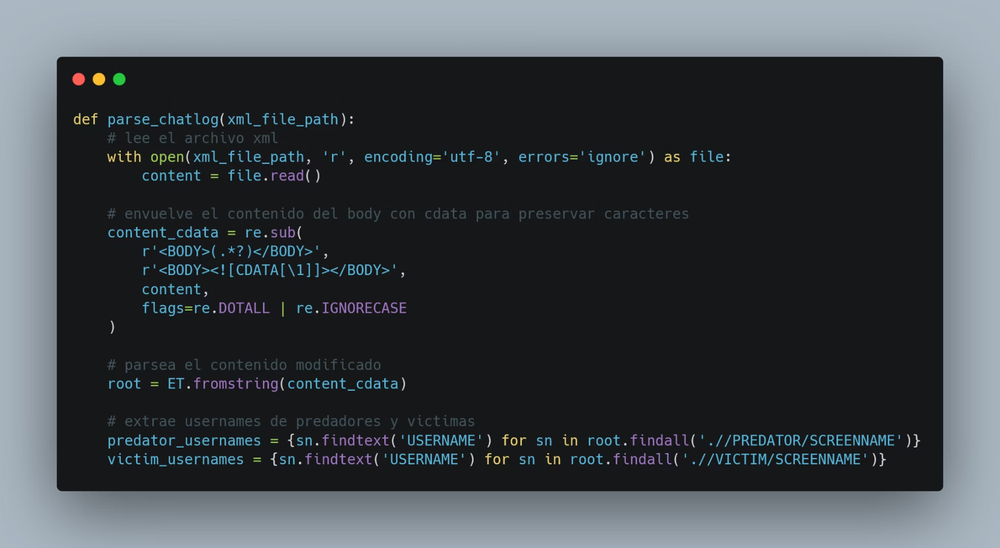 def parse_chatlog(xml_file_path):
    # lee el archivo xml
    with open(xml_file_path, 'r', encoding='utf-8', errors='ignore') as file:
        content = file.read()

    # envuelve el contenido del body con cdata para preservar caracteres
    content_cdata = re.sub(
        r'<BODY>(.*?)</BODY>',
        r'<BODY><![CDATA[\1]]></BODY>',
        content,
        flags=re.DOTALL | re.IGNORECASE
    )

    # parsea el contenido modificado
    root = ET.fromstring(content_cdata)

    # extrae usernames de predadores y victimas
    predator_usernames = {sn.findtext('USERNAME') for sn in root.findall('.//PREDATOR/SCREENNAME')}
    victim_usernames = {sn.findtext('USERNAME') for sn in root.findall('.//VICTIM/SCREENNAME')}